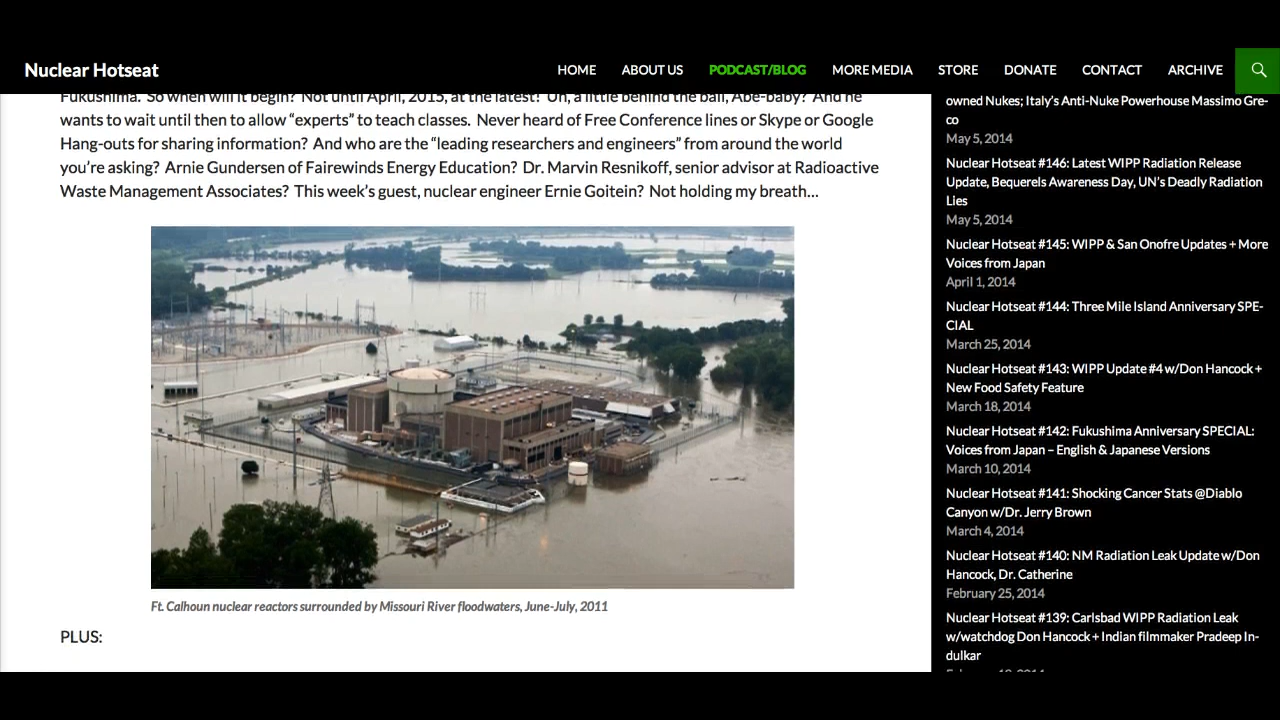 Nuclear Hotseat
HOME ABOUT US PODCAST/BLOG MORE MEDIA STORE DONATE CONTACT ARCHIVE
Fukushima. So when will it begin? Not until April, 2015, at the latest! Uh, a little behind the ball, Abe-baby? And he
wants to wait until then to allow “experts” to teach classes. Never heard of Free Conference lines or Skype or Google
Hang-outs for sharing information? And who are the “leading researchers and engineers” from around the world
you’re asking? Arnie Gundersen of Fairewinds Energy Education? Dr. Marvin Resnikoff, senior advisor at Radioactive
Waste Management Associates? This week’s guest, nuclear engineer Ernie Goitein? Not holding my breath…
Ft. Calhoun nuclear reactors surrounded by Missouri River floodwaters, June-July, 2011
PLUS:
owned Nukes; Italy’s Anti-Nuke Powerhouse Massimo Gre-
co
May 5, 2014
Nuclear Hotseat #146: Latest WIPP Radiation Release
Update, Bequerels Awareness Day, UN’s Deadly Radiation
Lies
May 5, 2014
Nuclear Hotseat #145: WIPP & San Onofre Updates + More
Voices from Japan
April 1, 2014
Nuclear Hotseat #144: Three Mile Island Anniversary SPE-
CIAL
March 25, 2014
Nuclear Hotseat #143: WIPP Update #4 w/Don Hancock +
New Food Safety Feature
March 18, 2014
Nuclear Hotseat #142: Fukushima Anniversary SPECIAL:
Voices from Japan – English & Japanese Versions
March 10, 2014
Nuclear Hotseat #141: Shocking Cancer Stats @Diablo
Canyon w/Dr. Jerry Brown
March 4, 2014
Nuclear Hotseat #140: NM Radiation Leak Update w/Don
Hancock, Dr. Catherine
February 25, 2014
Nuclear Hotseat #139: Carlsbad WIPP Radiation Leak
w/watchdog Don Hancock + Indian filmmaker Pradeep In-
dulkar